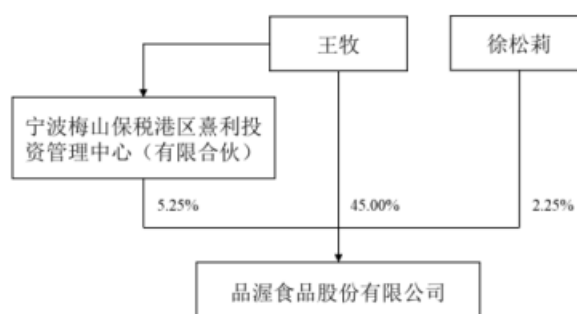 王牧
徐松莉
宁波梅山保税港区熹利投
资管理中心（有限合伙）
5.25%
45.00%
2.25%
品渥食品股份有限公司